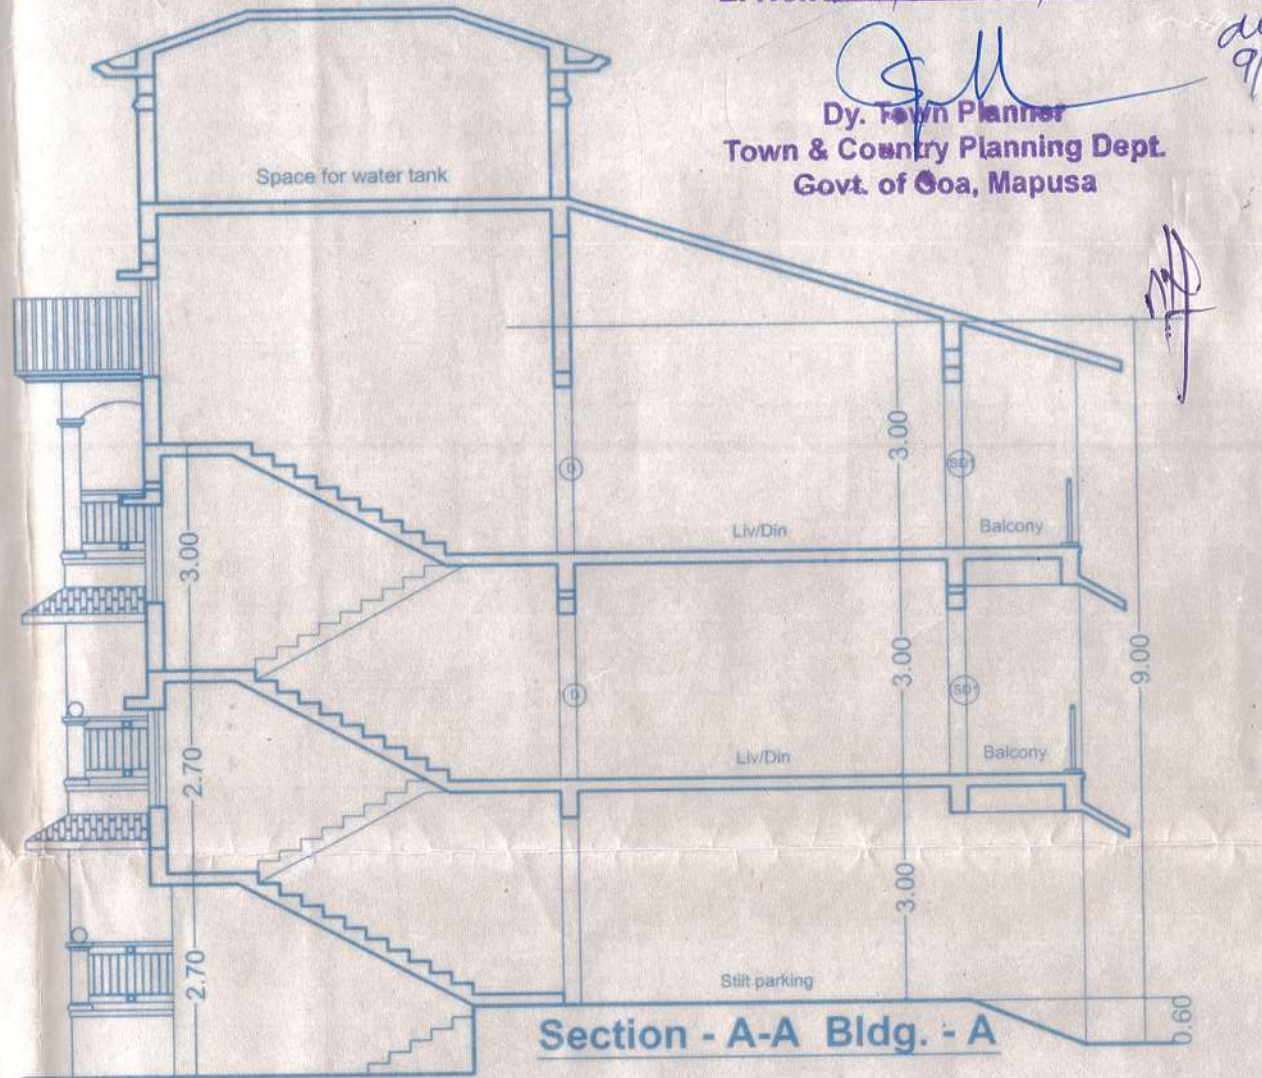 Dy. Town Planner
Town & Country Planning Dept.
Govt. of Goa, Mapusa
Space for water tank
3.00
D
SD1
Liv/Din
Balcony
3.00
3.00
9.00
D
SD1
Liv/Din
Balcony
2.70
3.00
2.70
Stilt parking
0.60
Section - A-A Bldg. - A